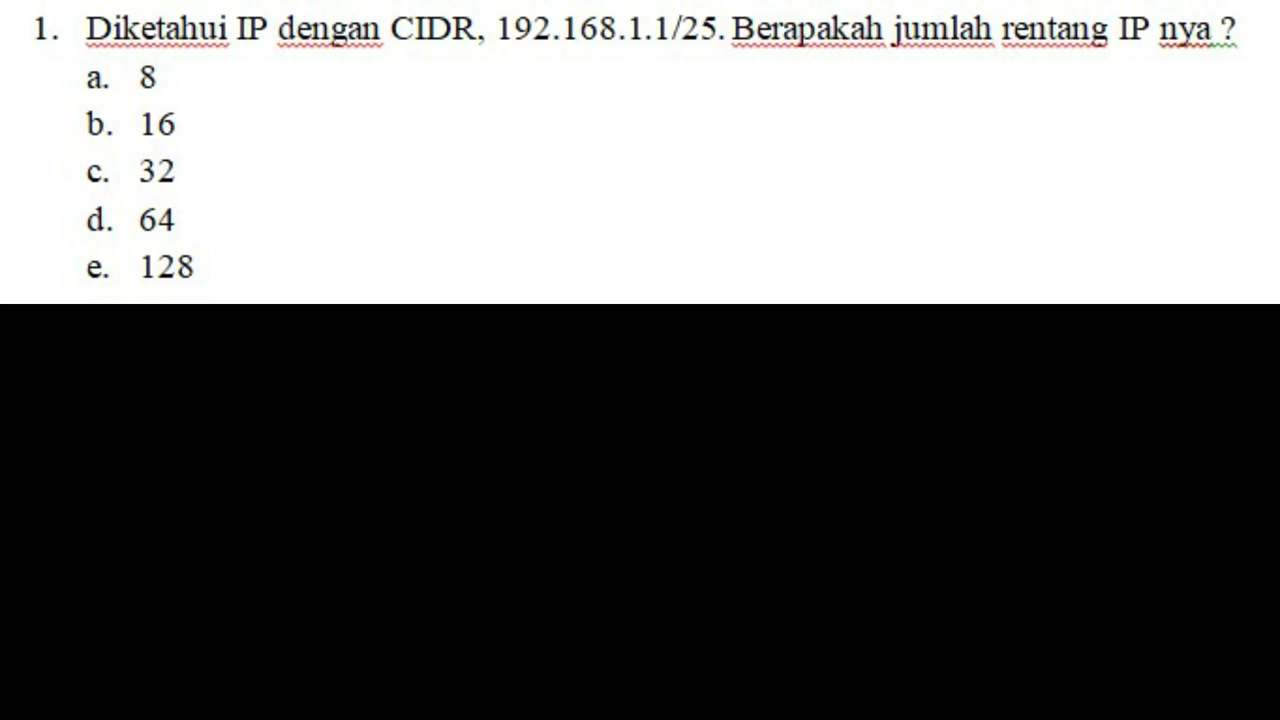 1. Diketahui IP dengan CIDR, 192.168.1.1/25. Berapakah jumlah rentang IP nya ?
a. 8
b. 16
c. 32
d. 64
e. 128